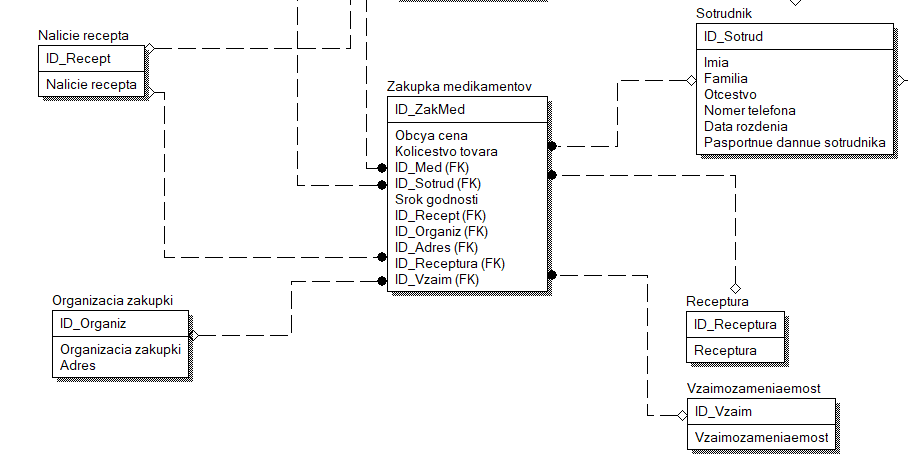 Nalicie recepta
ID_Recept
Nalicie recepta
Zakupka medikamentov
ID_ZakMed
Obcya cena
Kolicestvo tovara
ID_Med (FK)
ID_Sotrud (FK)
Srok godnosti
ID_Recept (FK)
ID_Organiz (FK)
ID_Adres (FK)
ID_Receptura (FK)
ID_Vzaim (FK)
Sotrudnik
ID_Sotrud
Imia
Familia
Otcestvo
Nomer telefona
Data rozdenia
Pasportnue dannue sotrudnika
Organizacia zakupki
ID_Organiz
Organizacia zakupki
Adres
Receptura
ID_Receptura
Receptura
Vzaimozameniaemost
ID_Vzaim
Vzaimozameniaemost